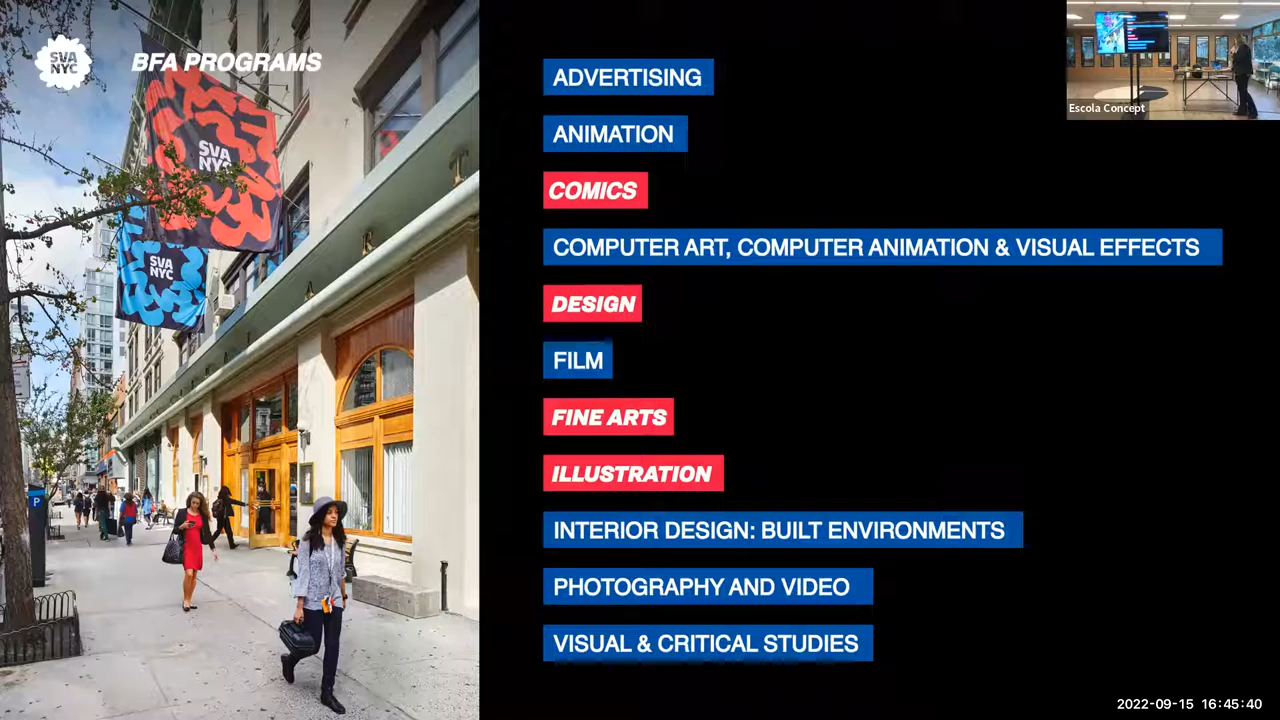 SVA
NYC
BFA PROGRAMS
SVA
NYC
SVA
NYC
P
ADVERTISING
ANIMATION
COMICS
COMPUTER ART, COMPUTER ANIMATION & VISUAL EFFECTS
DESIGN
FILM
FINE ARTS
ILLUSTRATION
INTERIOR DESIGN: BUILT ENVIRONMENTS
PHOTOGRAPHY AND VIDEO
VISUAL & CRITICAL STUDIES
Escola Concept
2022-09-15 16:45:40